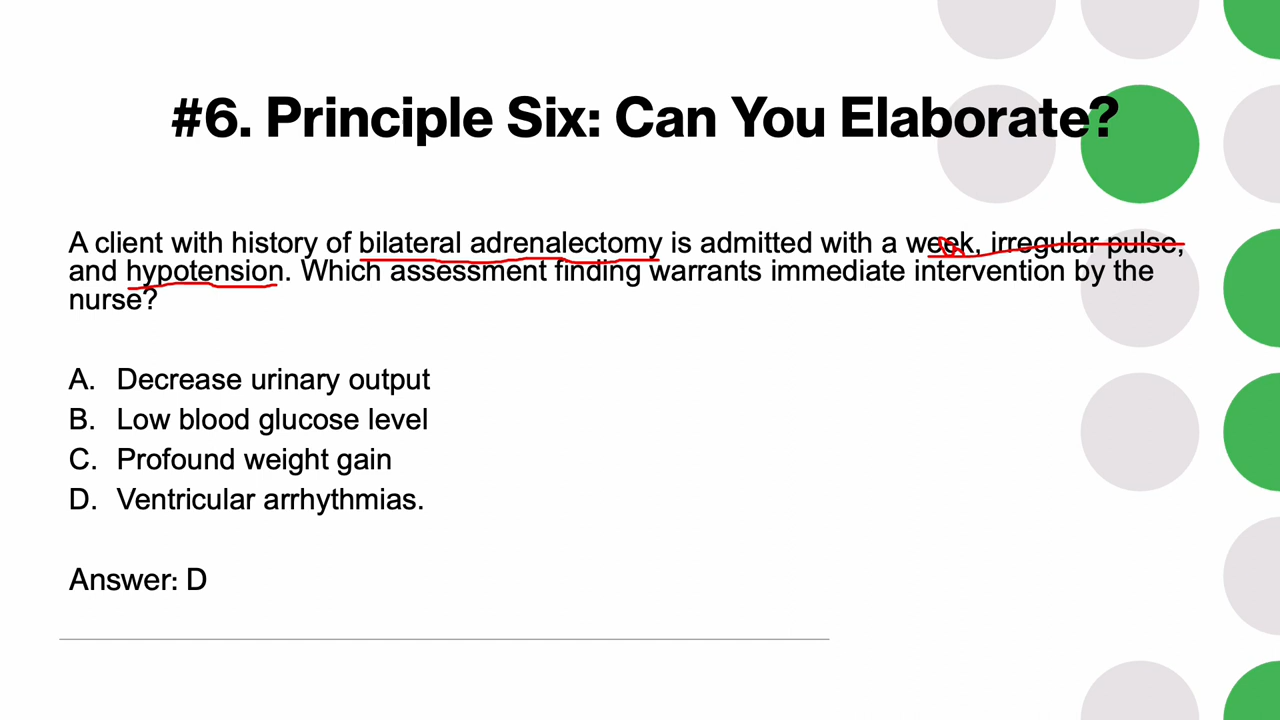 #6. Principle Six: Can You Elaborate?
A client with history of bilateral adrenalectomy is admitted with a week, irregular pulse,
and hypotension. Which assessment finding warrants immediate intervention by the
nurse?
A. Decrease urinary output
B. Low blood glucose level
C. Profound weight gain
D. Ventricular arrhythmias.
Answer: D